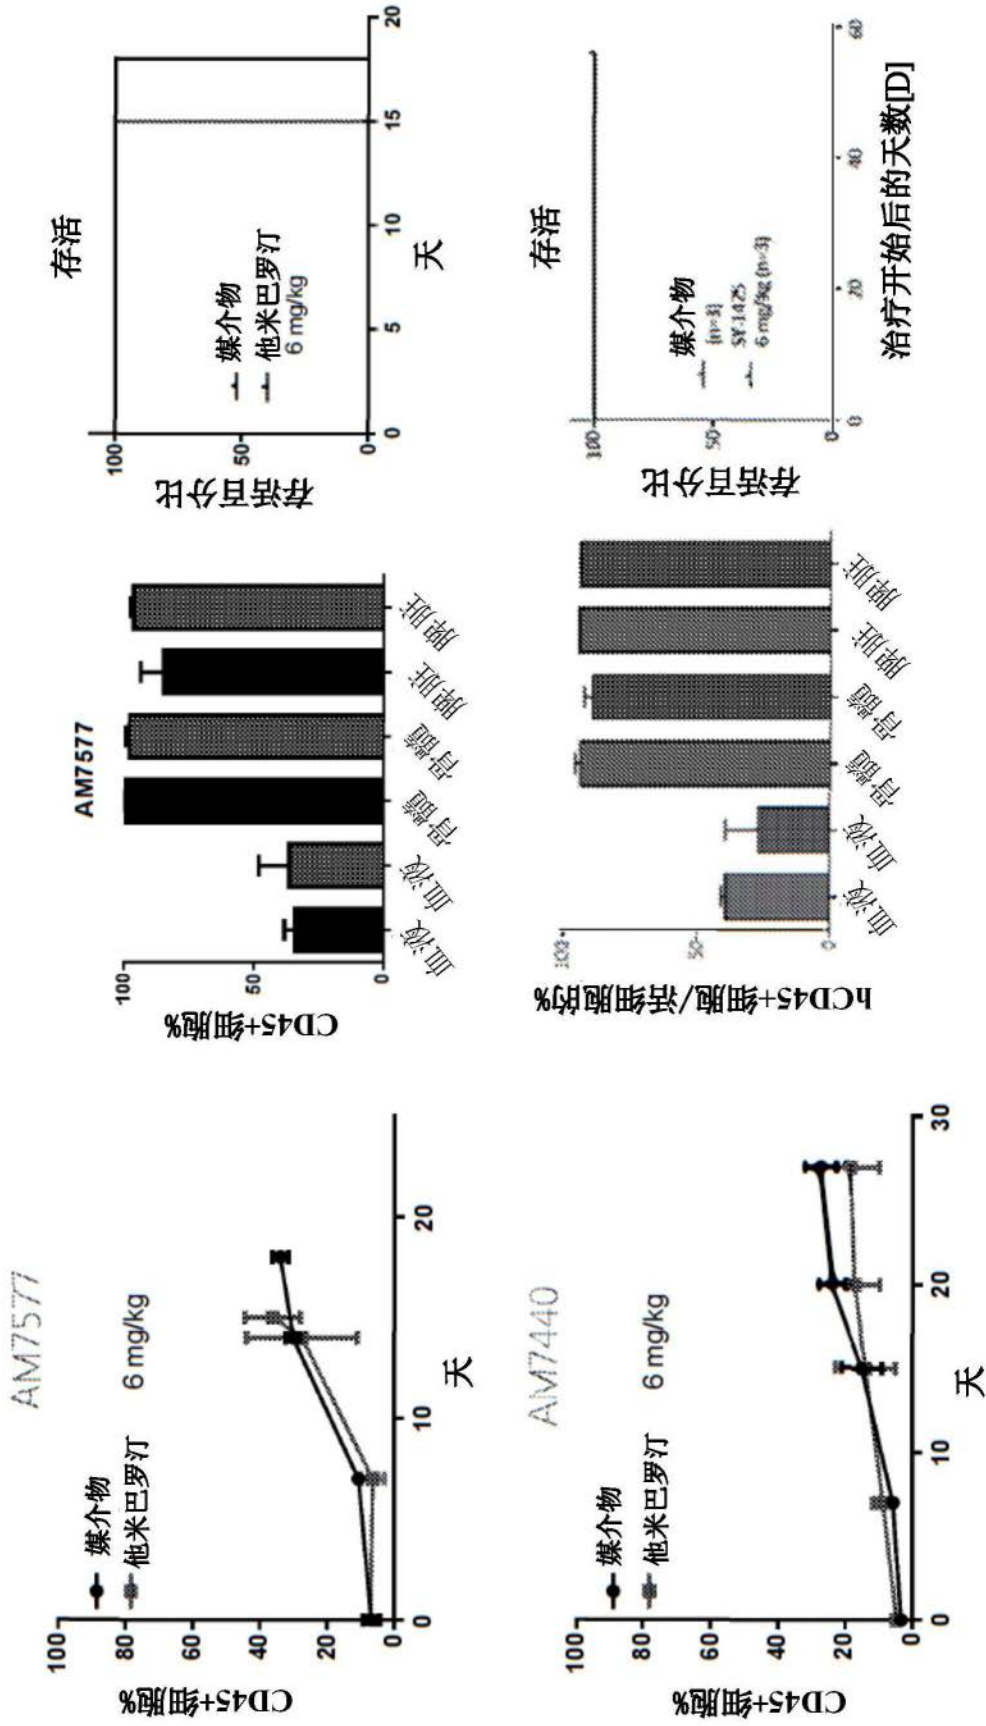 AM7577
媒介物
他米巴罗汀 6 mg/kg
CD45+细胞%
100
80
60
40
20
0
0 10 20
天
AM7577
CD45+细胞%
100
50
0
血液 血液 骨髓 骨髓 脾脏 脾脏
存活
存活百分比
100
50
0
媒介物
他米巴罗汀
6 mg/kg
0 5 10 15 20
天
AM7440
媒介物
他米巴罗汀 6 mg/kg
CD45+细胞%
100
80
60
40
20
0
0 10 20 30
天
hCD45+细胞/活细胞的%
100
50
0
血液 血液 骨髓 骨髓 脾脏 脾脏
存活
存活百分比
100
50
0
媒介物
(n=3)
SY-1425
6 mg/kg (n=3)
0 20 40 60
治疗开始后的天数[D]